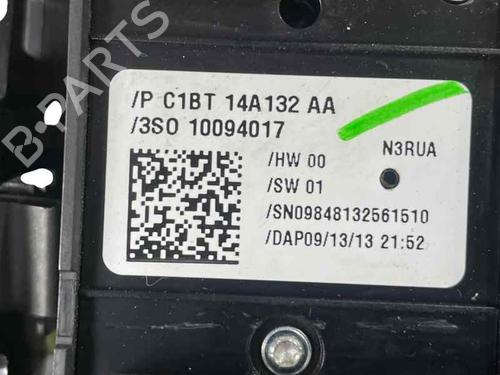 B-PARTS
/P C1BT 14A132 AA
/3SO 10094017
/HW 00 N3RUA
/SW 01
/SN09848132561510
/DAP09/13/13 21:52